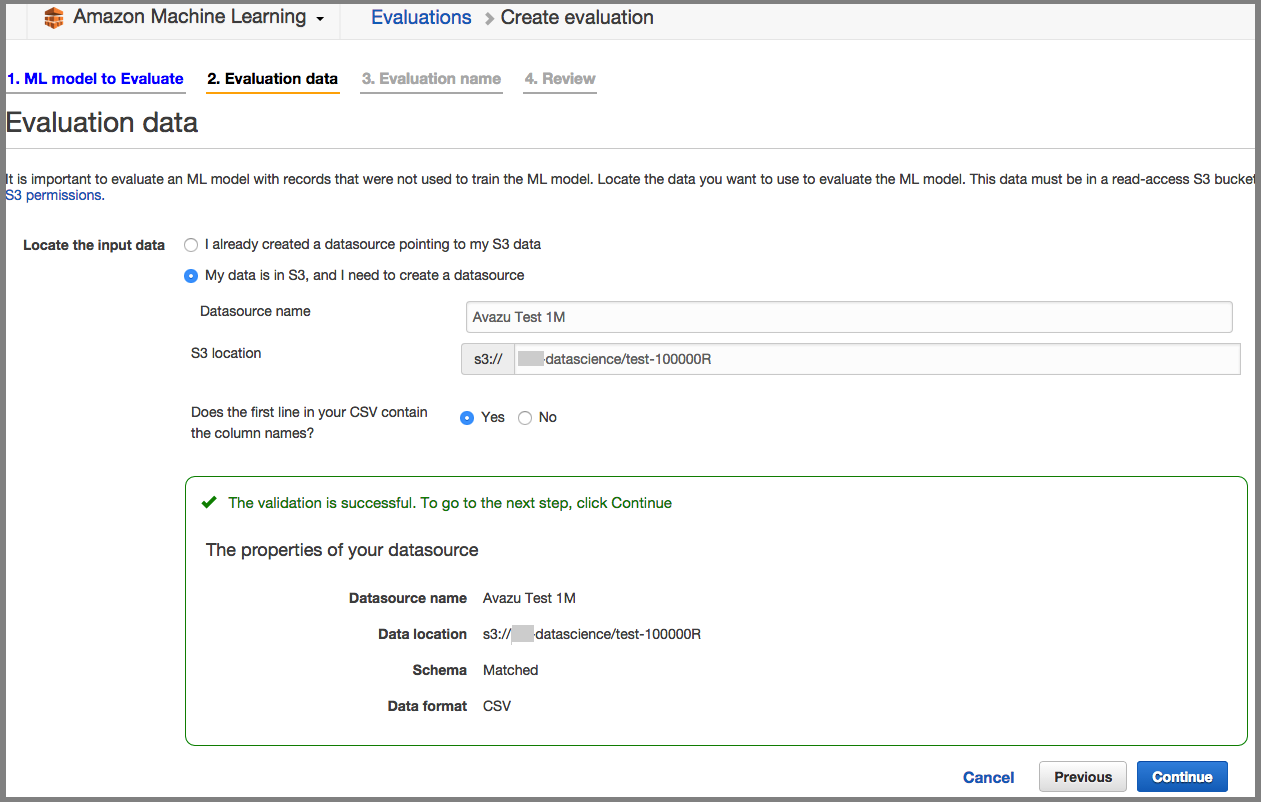 Amazon Machine Learning
Evaluations > Create evaluation
1. ML model to Evaluate 2. Evaluation data 3. Evaluation name 4. Review
Evaluation data
It is important to evaluate an ML model with records that were not used to train the ML model. Locate the data you want to use to evaluate the ML model. This data must be in a read-access S3 bucket
S3 permissions.
Locate the input data I already created a datasource pointing to my S3 data
My data is in S3, and I need to create a datasource
Datasource name Avazu Test 1M
S3 location s3:// -datascience/test-100000R
Does the first line in your CSV contain
the column names?
Yes No
The validation is successful. To go to the next step, click Continue
The properties of your datasource
Datasource name Avazu Test 1M
Data location s3:// -datascience/test-100000R
Schema Matched
Data format CSV
Cancel Previous Continue